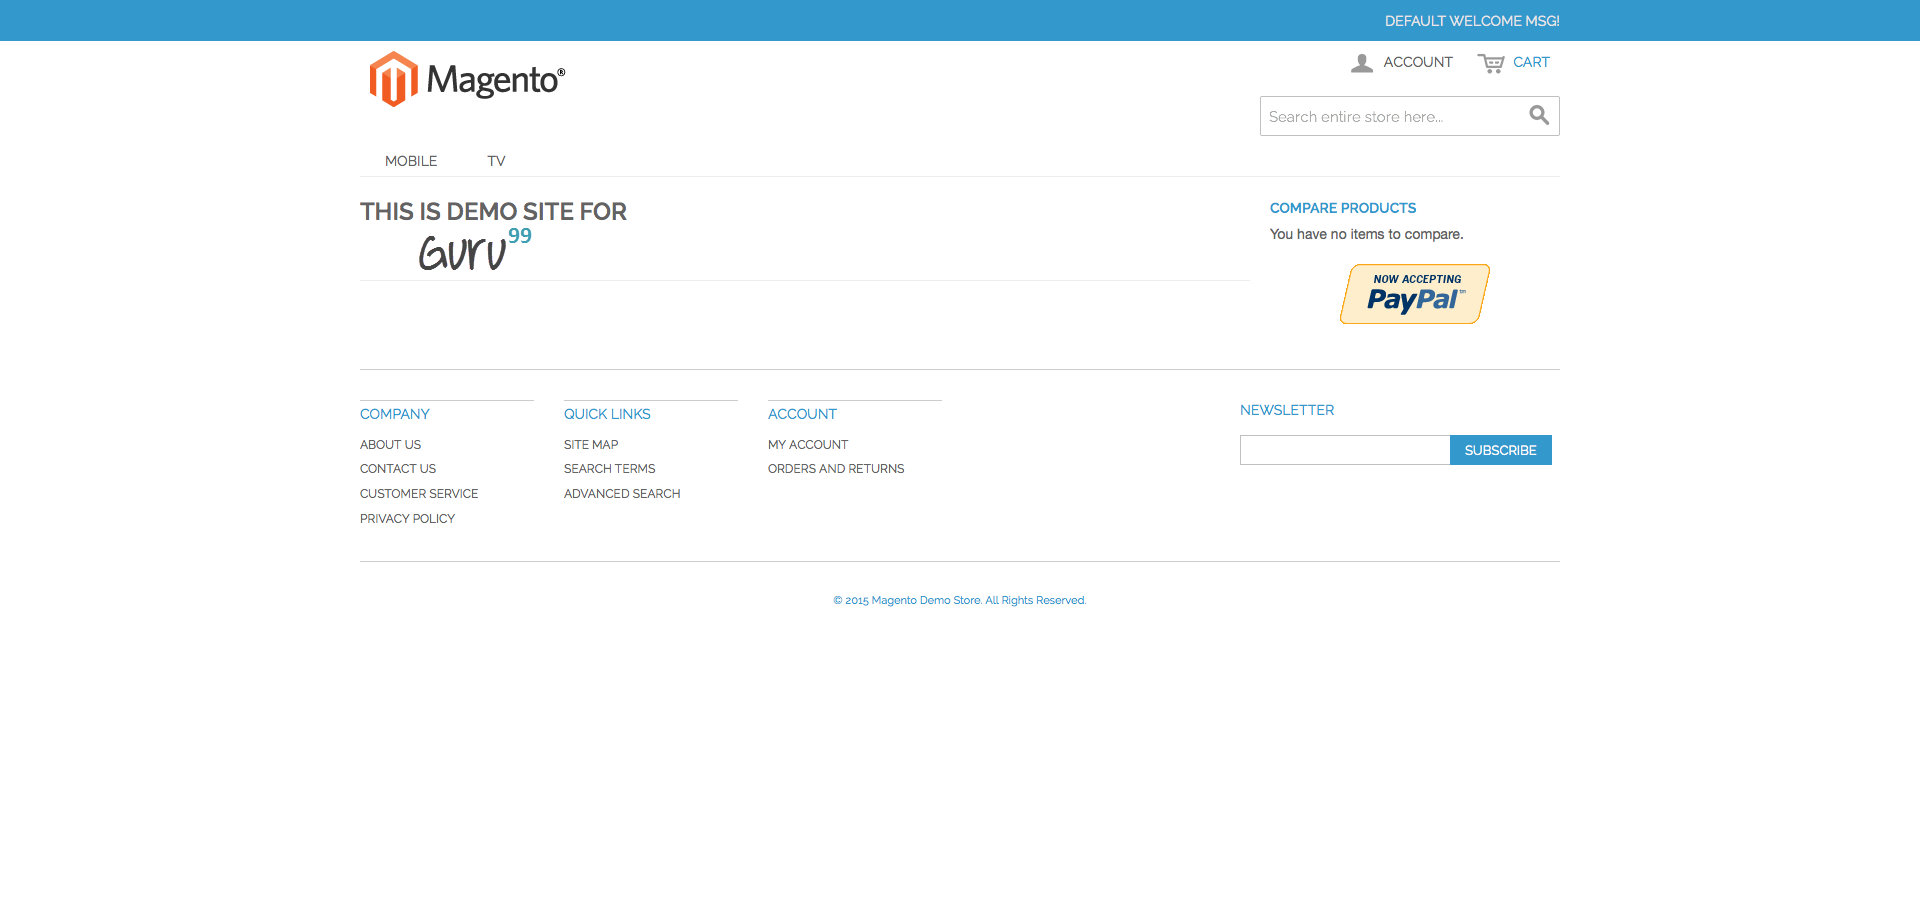 DEFAULT WELCOME MSG!
Magento®
ACCOUNT
CART
Search entire store here...
MOBILE
TV
THIS IS DEMO SITE FOR
Guru99
COMPARE PRODUCTS
You have no items to compare.
NOW ACCEPTING
PayPal™
COMPANY
ABOUT US
CONTACT US
CUSTOMER SERVICE
PRIVACY POLICY
QUICK LINKS
SITE MAP
SEARCH TERMS
ADVANCED SEARCH
ACCOUNT
MY ACCOUNT
ORDERS AND RETURNS
NEWSLETTER
SUBSCRIBE
© 2015 Magento Demo Store. All Rights Reserved.